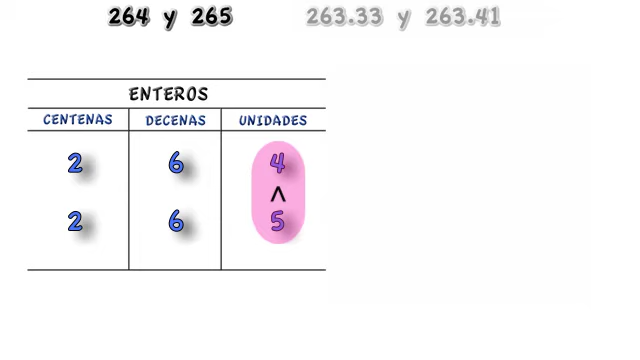 264 y 265 263.33 y 263.41
ENTEROS
CENTENAS DECENAS UNIDADES
2 6 4
^
2 6 5